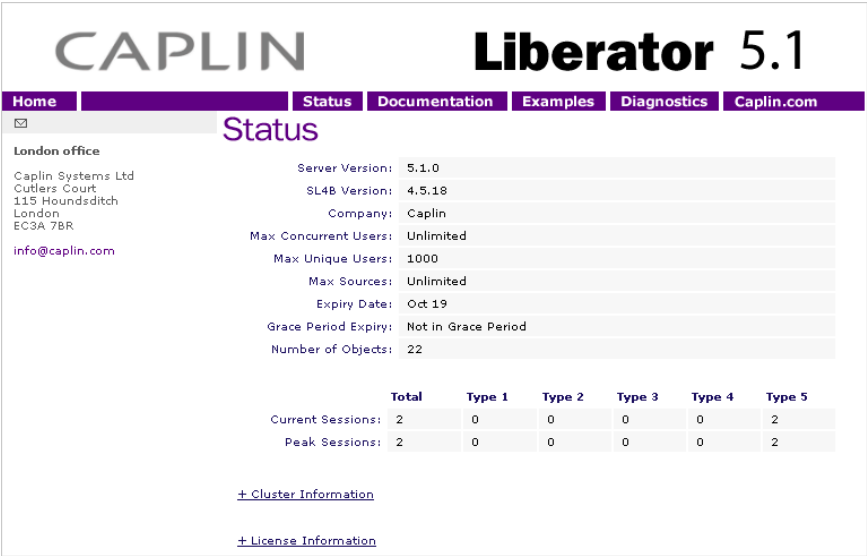 CAPLIN Liberator 5.1
Home Status Documentation Examples Diagnostics Caplin.com
Status
London office
Caplin Systems Ltd
Cutlers Court
115 Houndsditch
London
EC3A 7BR
info@caplin.com
Server Version: 5.1.0
SL4B Version: 4.5.18
Company: Caplin
Max Concurrent Users: Unlimited
Max Unique Users: 1000
Max Sources: Unlimited
Expiry Date: Oct 19
Grace Period Expiry: Not in Grace Period
Number of Objects: 22
Total Type 1 Type 2 Type 3 Type 4 Type 5
Current Sessions: 2 0 0 0 0 2
Peak Sessions: 2 0 0 0 0 2
+ Cluster Information
+ License Information